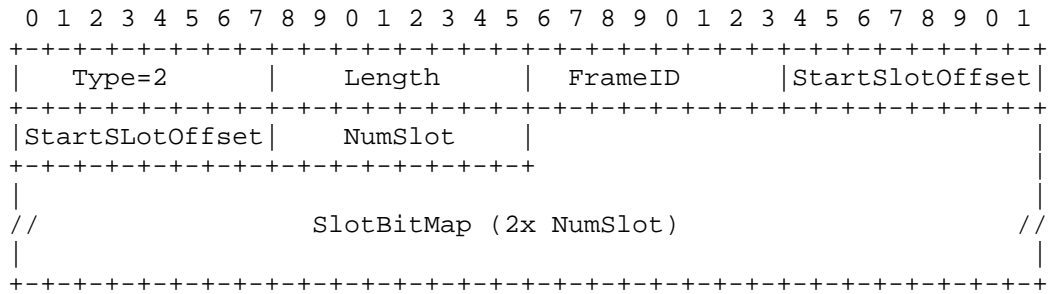 0 1 2 3 4 5 6 7 8 9 0 1 2 3 4 5 6 7 8 9 0 1 2 3 4 5 6 7 8 9 0 1
+-+-+-+-+-+-+-+-+-+-+-+-+-+-+-+-+-+-+-+-+-+-+-+-+-+-+-+-+-+-+-+-+
|    Type=2     |    Length     |  FrameID      |StartSlotOffset|
+-+-+-+-+-+-+-+-+-+-+-+-+-+-+-+-+-+-+-+-+-+-+-+-+-+-+-+-+-+-+-+-+
|StartSLotOffset|    NumSlot    |                               |
+-+-+-+-+-+-+-+-+-+-+-+-+-+-+-+-+                               |
|                                                               |
//                 SlotBitMap (2x NumSlot)                     //
|                                                               |
+-+-+-+-+-+-+-+-+-+-+-+-+-+-+-+-+-+-+-+-+-+-+-+-+-+-+-+-+-+-+-+-+